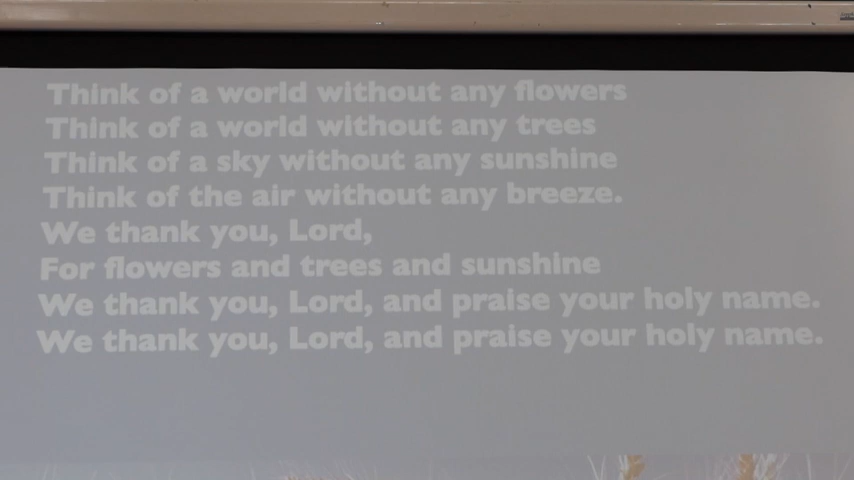 Think of a world without any flowers
Think of a world without any trees
Think of a sky without any sunshine
Think of the air without any breeze.
We thank you, Lord,
For flowers and trees and sunshine
We thank you, Lord, and praise your holy name.
We thank you, Lord, and praise your holy name.